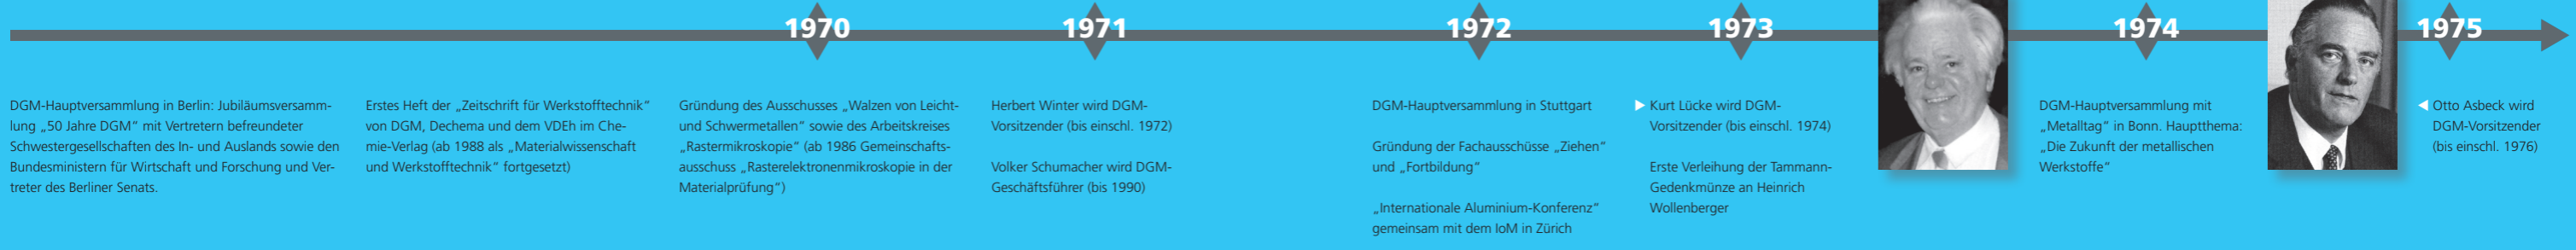 1970
1971
1972
1973
1974
1975
DGM-Hauptversammlung in Berlin: Jubiläumsversamm-
lung „50 Jahre DGM“ mit Vertretern befreundeter
Schwestergesellschaften des In- und Auslands sowie den
Bundesministern für Wirtschaft und Forschung und Ver-
treter des Berliner Senats.
Erstes Heft der „Zeitschrift für Werkstofftechnik“
von DGM, Dechema und dem VDEh im Che-
mie-Verlag (ab 1988 als „Materialwissenschaft
und Werkstofftechnik“ fortgesetzt)
Gründung des Ausschusses „Walzen von Leicht-
und Schwermetallen“ sowie des Arbeitskreises
„Rastermikroskopie“ (ab 1986 Gemeinschafts-
ausschuss „Rasterelektronenmikroskopie in der
Materialprüfung“)
Herbert Winter wird DGM-
Vorsitzender (bis einschl. 1972)
Volker Schumacher wird DGM-
Geschäftsführer (bis 1990)
DGM-Hauptversammlung in Stuttgart
Gründung der Fachausschüsse „Ziehen“
und „Fortbildung“
„Internationale Aluminium-Konferenz“
gemeinsam mit dem IoM in Zürich
Kurt Lücke wird DGM-
Vorsitzender (bis einschl. 1974)
Erste Verleihung der Tammann-
Gedenkmünze an Heinrich
Wollenberger
DGM-Hauptversammlung mit
„Metalltag“ in Bonn. Hauptthema:
„Die Zukunft der metallischen
Werkstoffe“
Otto Asbeck wird
DGM-Vorsitzender
(bis einschl. 1976)